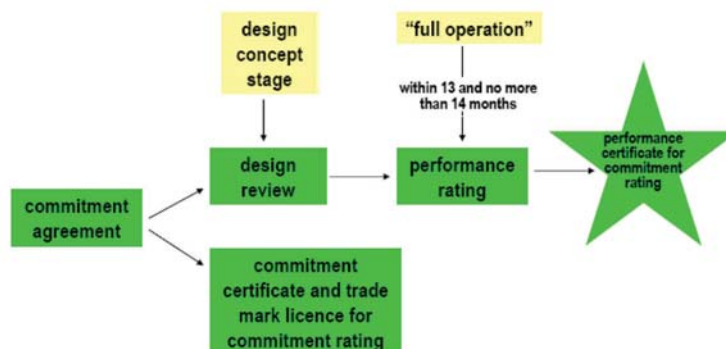 design
concept
stage
“full operation”
within 13 and no more
than 14 months
performance
certificate for
commitment
rating
design
review
performance
rating
commitment
agreement
commitment
certificate and trade
mark licence for
commitment rating